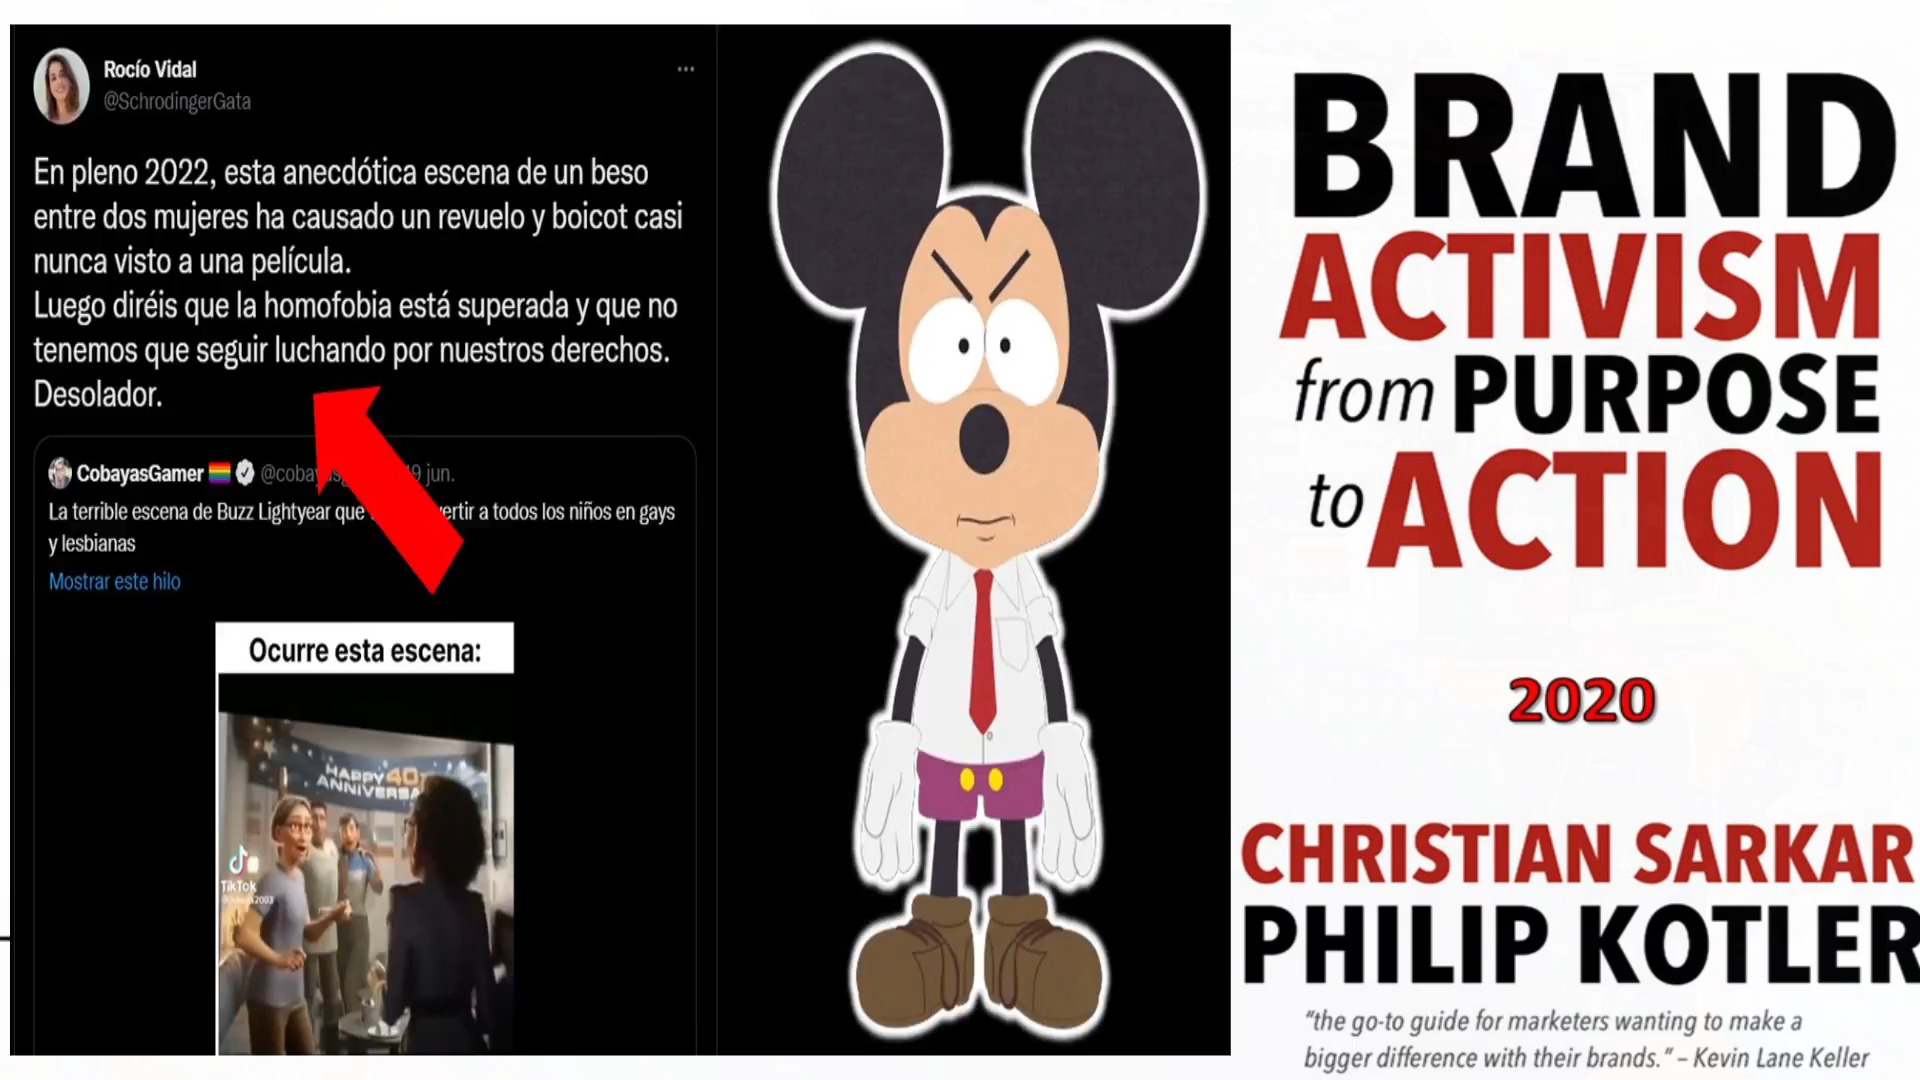 Rocío Vidal
@SchrodingerGata
En pleno 2022, esta anecdótica escena de un beso
entre dos mujeres ha causado un revuelo y boicot casi
nunca visto a una película.
Luego diréis que la homofobia está superada y que no
tenemos que seguir luchando por nuestros derechos.
Desolador.
CobayasGamer
jun.
La terrible escena de Buzz Lightyear que
a todos los niños en gays
y lesbianas
Mostrar este hilo
Ocurre esta escena:
HAPPY
TikTok
BRAND
ACTIVISM
from PURPOSE
to ACTION
2020
CHRISTIAN SARKAR
PHILIP KOTLER
"the go-to guide for marketers wanting to make a
bigger difference with their brands." – Kevin Lane Keller